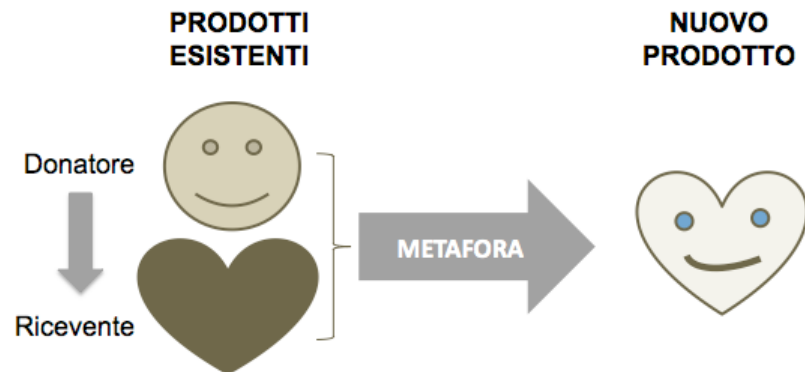 PRODOTTI
ESISTENTI
NUOVO
PRODOTTO
Donatore
METAFORA
Ricevente